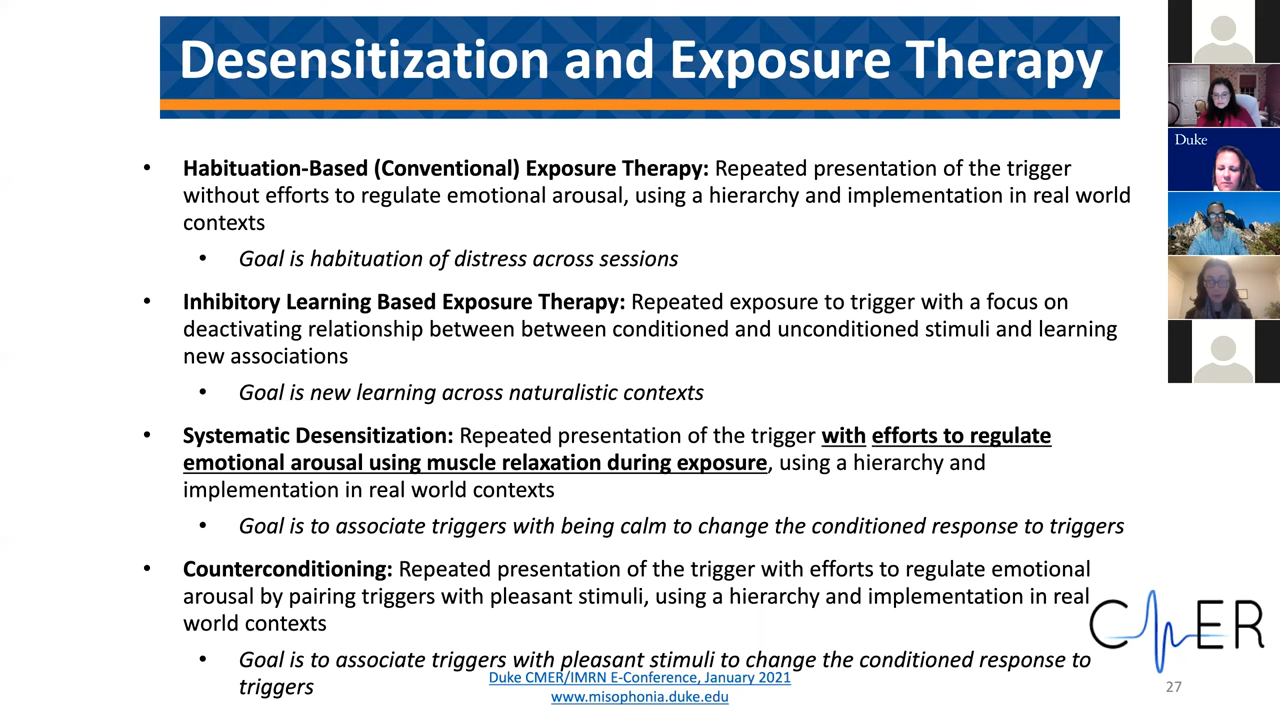 Desensitization and Exposure Therapy
• Habituation-Based (Conventional) Exposure Therapy: Repeated presentation of the trigger
without efforts to regulate emotional arousal, using a hierarchy and implementation in real world
contexts
• Goal is habituation of distress across sessions
• Inhibitory Learning Based Exposure Therapy: Repeated exposure to trigger with a focus on
deactivating relationship between between conditioned and unconditioned stimuli and learning
new associations
• Goal is new learning across naturalistic contexts
• Systematic Desensitization: Repeated presentation of the trigger with efforts to regulate
emotional arousal using muscle relaxation during exposure, using a hierarchy and
implementation in real world contexts
• Goal is to associate triggers with being calm to change the conditioned response to triggers
• Counterconditioning: Repeated presentation of the trigger with efforts to regulate emotional
arousal by pairing triggers with pleasant stimuli, using a hierarchy and implementation in real
world contexts
• Goal is to associate triggers with pleasant stimuli to change the conditioned response to
triggers
Duke CMER/IMRN E-Conference, January 2021
www.misophonia.duke.edu
CMER
27
Duke